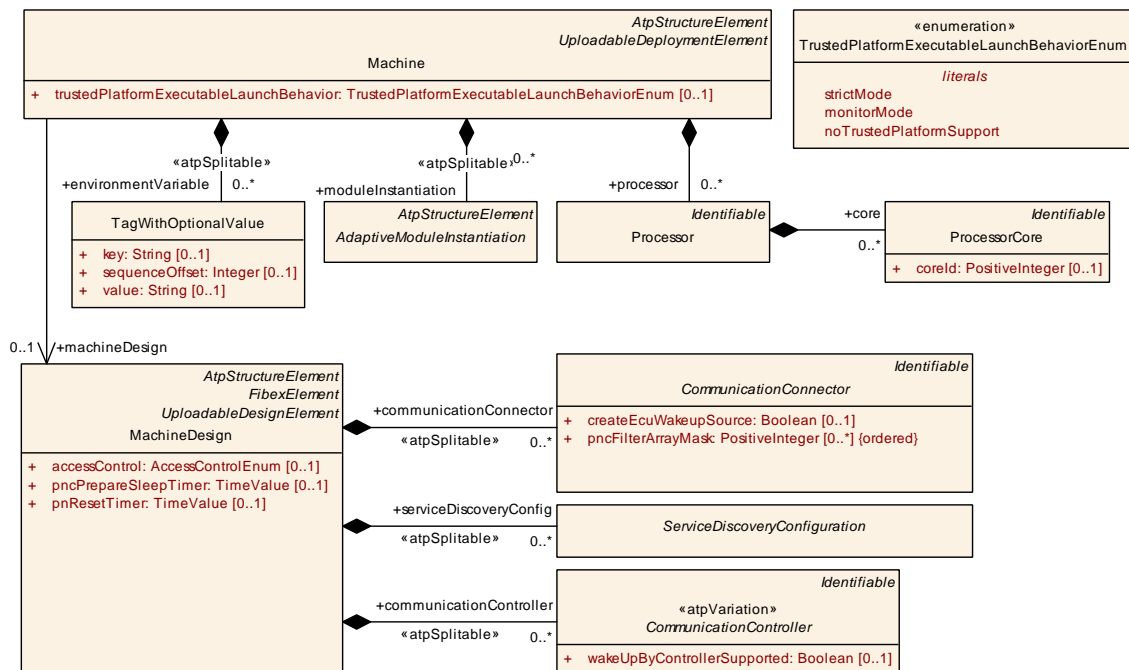 AtpStructureElement
UploadableDeploymentElement
Machine
+ trustedPlatformExecutableLaunchBehavior: TrustedPlatformExecutableLaunchBehaviorEnum [0..1]
«enumeration»
TrustedPlatformExecutableLaunchBehaviorEnum
literals
strictMode
monitorMode
noTrustedPlatformSupport
«atpSplitable»
+environmentVariable
0..*
«atpSplitable»
0..*
+moduleInstantiation
+processor
0..*
TagWithOptionalValue
+ key: String [0..1]
+ sequenceOffset: Integer [0..1]
+ value: String [0..1]
AtpStructureElement
AdaptiveModuleInstantiation
Identifiable
Processor
+core
0..*
Identifiable
ProcessorCore
+ coreId: PositiveInteger [0..1]
0..1
+machineDesign
AtpStructureElement
FibexElement
UploadableDesignElement
MachineDesign
+ accessControl: AccessControlEnum [0..1]
+ pncPrepareSleepTimer: TimeValue [0..1]
+ pnResetTimer: TimeValue [0..1]
+communicationConnector
«atpSplitable»
0..*
Identifiable
CommunicationConnector
+ createEcuWakeupSource: Boolean [0..1]
+ pncFilterArrayMask: PositiveInteger [0..*] {ordered}
+serviceDiscoveryConfig
«atpSplitable»
0..*
ServiceDiscoveryConfiguration
+communicationController
«atpSplitable»
0..*
Identifiable
«atpVariation»
CommunicationController
+ wakeUpByControllerSupported: Boolean [0..1]